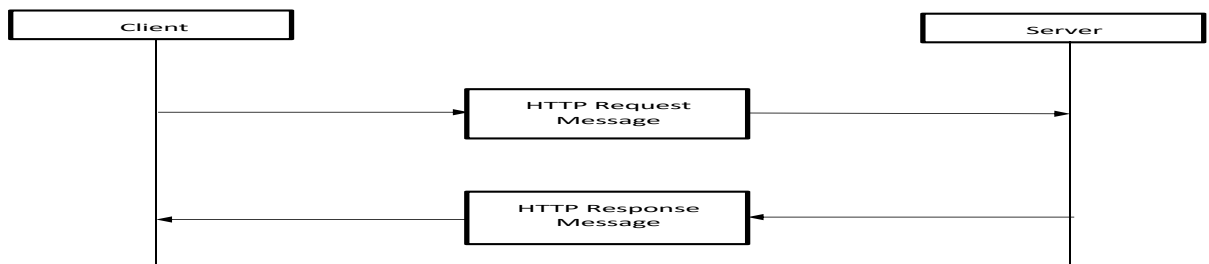 Client
Server
HTTP Request
Message
HTTP Response
Message